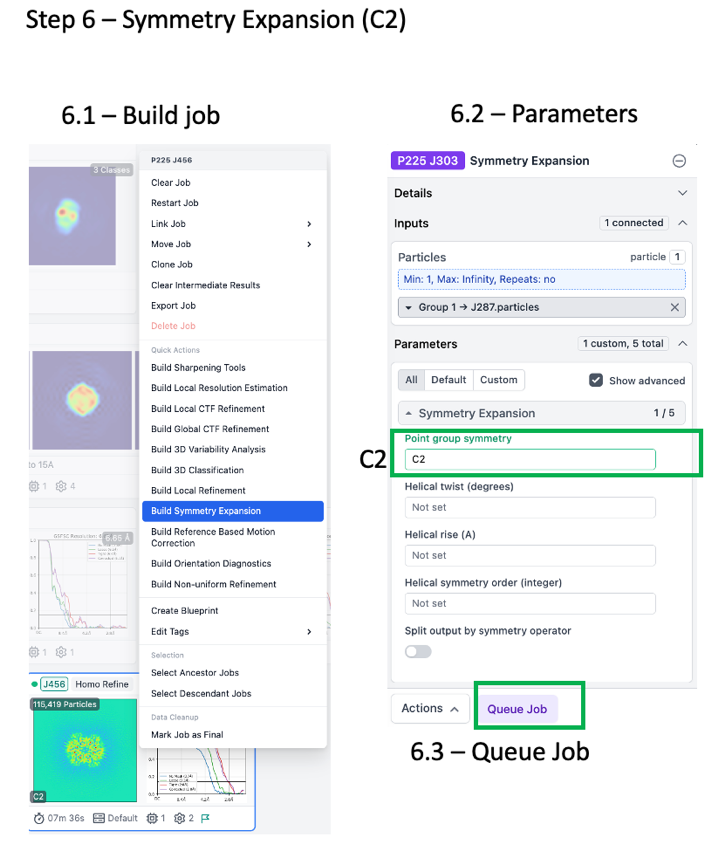 Step 6 – Symmetry Expansion (C2)
6.1 – Build job
6.2 – Parameters
P225 J456
3 Classes
Clear Job
Restart Job
Link Job
Move Job
Clone Job
Clear Intermediate Results
Export Job
Delete Job
Quick Actions
Build Sharpening Tools
Build Local Resolution Estimation
Build Local CTF Refinement
Build Global CTF Refinement
Build 3D Variability Analysis
Build 3D Classification
to 15A
1 4
Build Local Refinement
Build Symmetry Expansion
Build Reference Based Motion
Correction
6.65 Å
Build Orientation Diagnostics
Build Non-uniform Refinement
Create Blueprint
Edit Tags
1 1
Selection
Select Ancestor Jobs
Select Descendant Jobs
Data Cleanup
Mark Job as Final
J456 Homo Refine
115,419 Particles
C2
07m 36s Default 1 2
P225 J303 Symmetry Expansion
Details
Inputs 1 connected
Particles particle 1
Min: 1, Max: Infinity, Repeats: no
Group 1 → J287.particles
Parameters 1 custom, 5 total
All Default Custom Show advanced
Symmetry Expansion 1 / 5
Point group symmetry
C2
C2
Helical twist (degrees)
Not set
Helical rise (A)
Not set
Helical symmetry order (integer)
Not set
Split output by symmetry operator
Actions Queue Job
6.3 – Queue Job